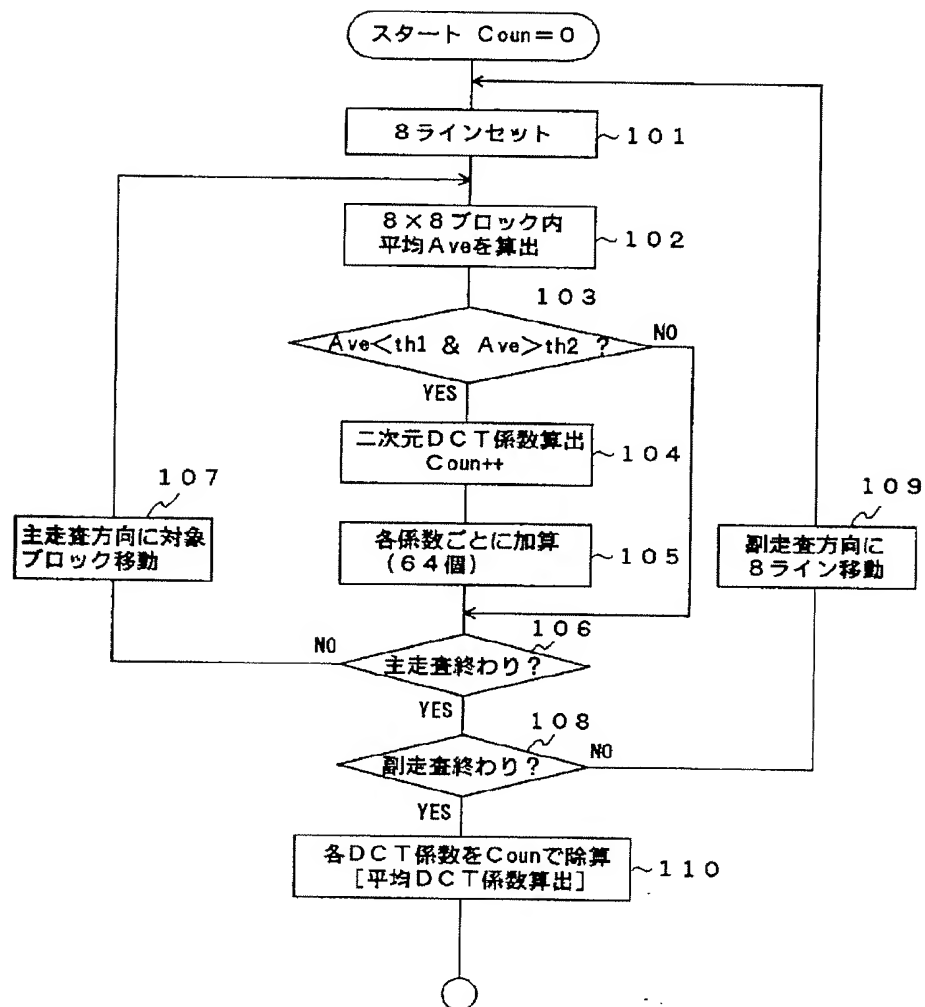 スタート Coun＝0
8ラインセット
101
8×8ブロック内
平均Aveを算出
102
103
Ave＜th1 & Ave＞th2 ?
NO
YES
二次元DCT係数算出
Coun++
104
107
109
主走査方向に対象
ブロック移動
各係数ごとに加算
(64個)
105
副走査方向に
8ライン移動
106
NO
主走査終わり?
YES
108
副走査終わり?
NO
YES
各DCT係数をCounで除算
[平均DCT係数算出]
110